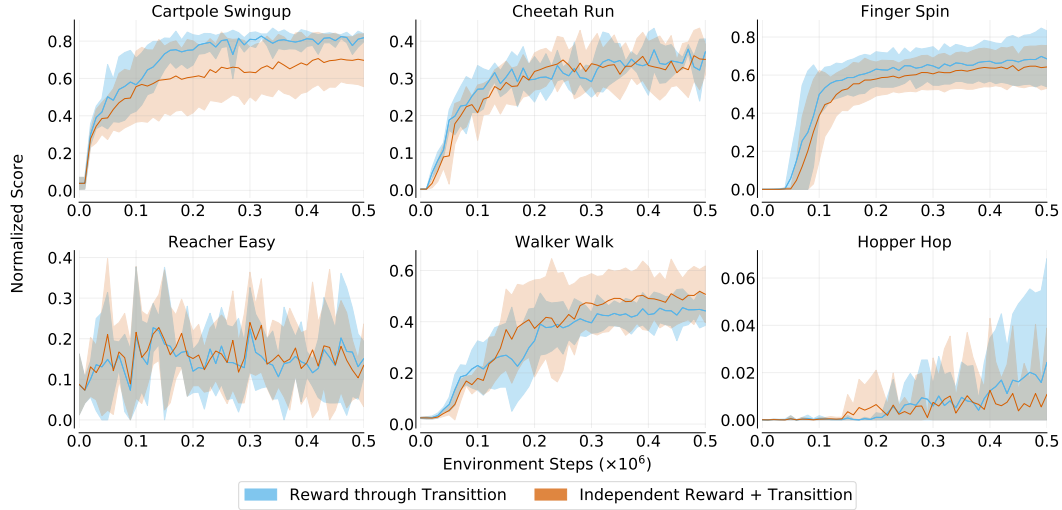 Cartpole Swingup
Cheetah Run
Finger Spin
0.8
0.6
0.4
0.2
0.0
0.0 0.1 0.2 0.3 0.4 0.5
0.4
0.3
0.2
0.1
0.0
0.0 0.1 0.2 0.3 0.4 0.5
0.8
0.6
0.4
0.2
0.0
0.0 0.1 0.2 0.3 0.4 0.5
Normalized Score
Reacher Easy
Walker Walk
Hopper Hop
0.4
0.3
0.2
0.1
0.0
0.0 0.1 0.2 0.3 0.4 0.5
0.6
0.4
0.2
0.0
0.0 0.1 0.2 0.3 0.4 0.5
0.06
0.04
0.02
0.00
0.0 0.1 0.2 0.3 0.4 0.5
Environment Steps (×10⁶)
Reward through Transittion
Independent Reward + Transition